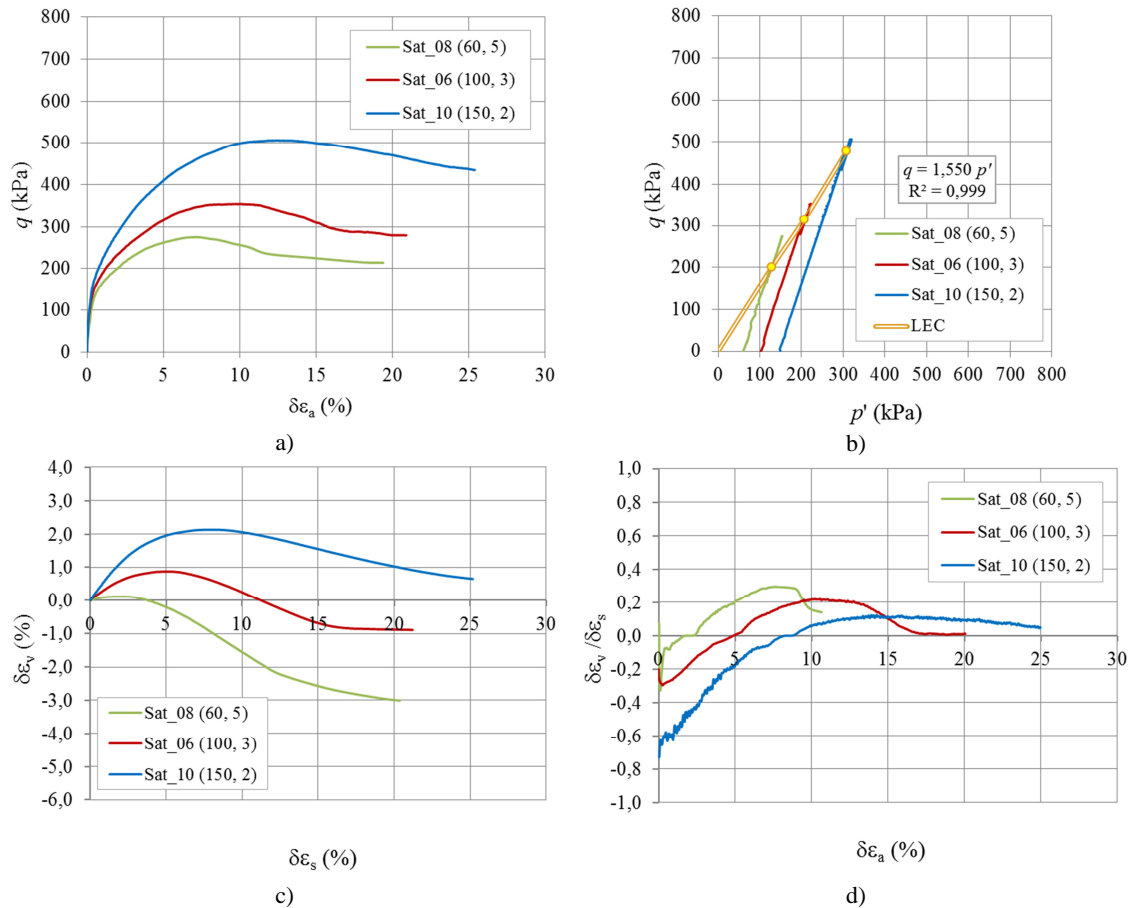 800
700
600
500
400
300
200
100
0
q (kPa)
Sat_08 (60, 5)
Sat_06 (100, 3)
Sat_10 (150, 2)
0 5 10 15 20 25 30
δεa (%)
a)
800
700
600
500
400
300
200
100
0
q (kPa)
q = 1,550 p'
R² = 0,999
Sat_08 (60, 5)
Sat_06 (100, 3)
Sat_10 (150, 2)
LEC
0 100 200 300 400 500 600 700 800
p' (kPa)
b)
4,0
3,0
2,0
1,0
0,0
-1,0
-2,0
-3,0
-4,0
-5,0
-6,0
δεv (%)
0 5 10 15 20 25 30
Sat_08 (60, 5)
Sat_06 (100, 3)
Sat_10 (150, 2)
δεs (%)
c)
1,0
0,8
0,6
0,4
0,2
0,0
-0,2
-0,4
-0,6
-0,8
-1,0
δεv /δεs
Sat_08 (60, 5)
Sat_06 (100, 3)
Sat_10 (150, 2)
0 5 10 15 20 25 30
δεa (%)
d)